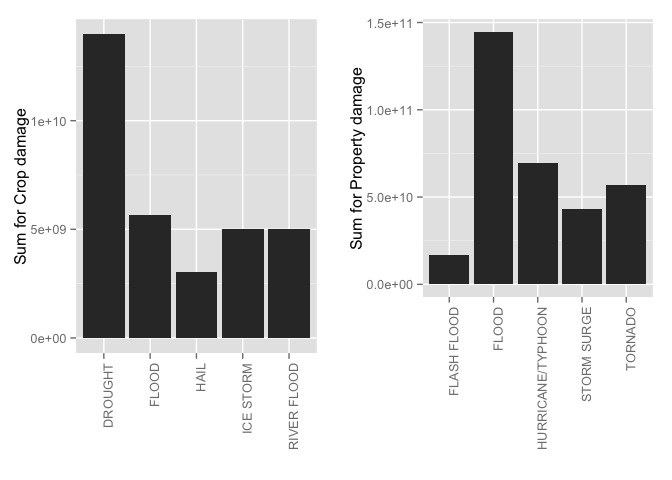 Sum for Crop damage
1e+10
5e+09
0e+00
DROUGHT
FLOOD
HAIL
ICE STORM
RIVER FLOOD
Sum for Property damage
1.5e+11
1.0e+11
5.0e+10
0.0e+00
FLASH FLOOD
FLOOD
HURRICANE/TYPHOON
STORM SURGE
TORNADO